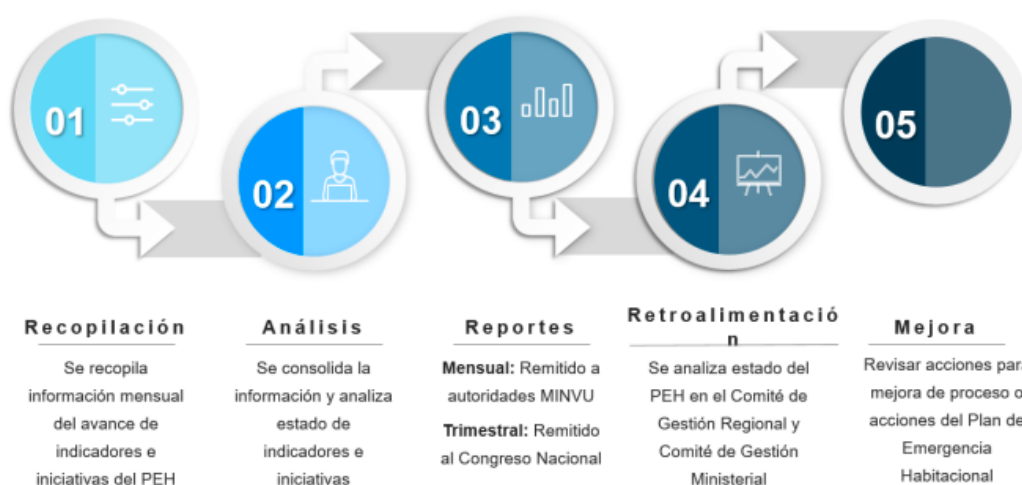 01
02
03
04
05
Recopilación
Se recopila
información mensual
del avance de
indicadores e
iniciativas del PEH
Análisis
Se consolida la
información y analiza
estado de
indicadores e
iniciativas
Reportes
Mensual: Remitido a
autoridades MINVU
Trimestral: Remitido
al Congreso Nacional
Retroalimentació
n
Se analiza estado del
PEH en el Comité de
Gestión Regional y
Comité de Gestión
Ministerial
Mejora
Revisar acciones para
mejora de proceso o
acciones del Plan de
Emergencia
Habitacional